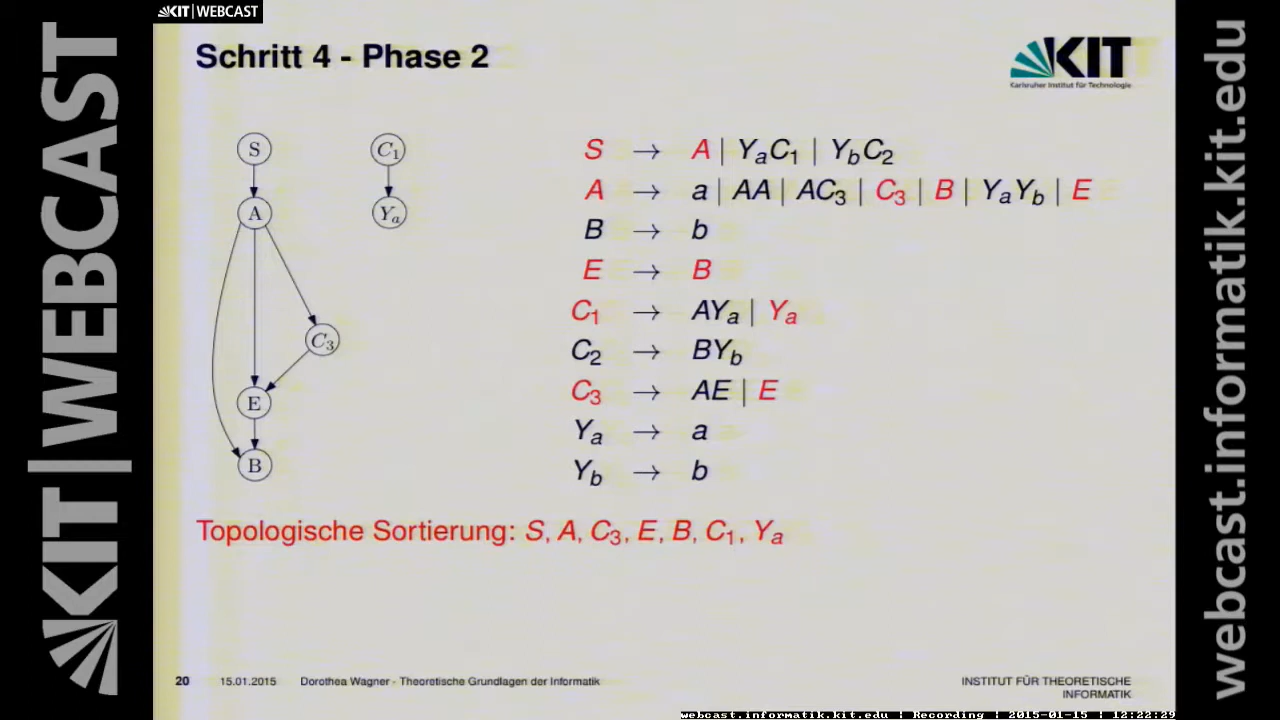 KIT | WEBCAST
Schritt 4 - Phase 2
KIT
Karlsruher Institut für Technologie
S
A
C3
E
B
C1
Ya
S → A | YaC1 | YbC2
A → a | AA | AC3 | C3 | B | YaYb | E
B → b
E → B
C1 → AYa | Ya
C2 → BYb
C3 → AE | E
Ya → a
Yb → b
Topologische Sortierung: S, A, C3, E, B, C1, Ya
20 15.01.2015 Dorothea Wagner - Theoretische Grundlagen der Informatik
INSTITUT FÜR THEORETISCHE
INFORMATIK
webcast.informatik.kit.edu | Recording | 2015-01-15 | 12:22:29
KIT | WEBCAST
webcast.informatik.kit.edu